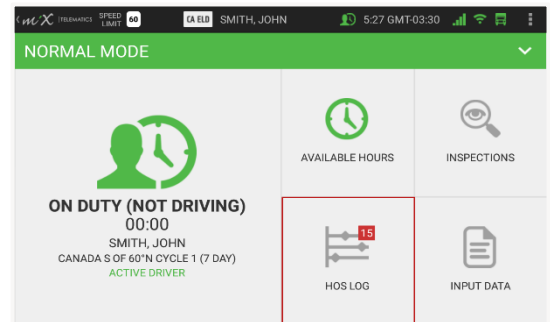 MiX TELEMATICS SPEED LIMIT 60 CA ELD SMITH, JOHN 5:27 GMT-03:30
NORMAL MODE
ON DUTY (NOT DRIVING)
00:00
SMITH, JOHN
CANADA S OF 60°N CYCLE 1 (7 DAY)
ACTIVE DRIVER
AVAILABLE HOURS
INSPECTIONS
15
HOS LOG
INPUT DATA